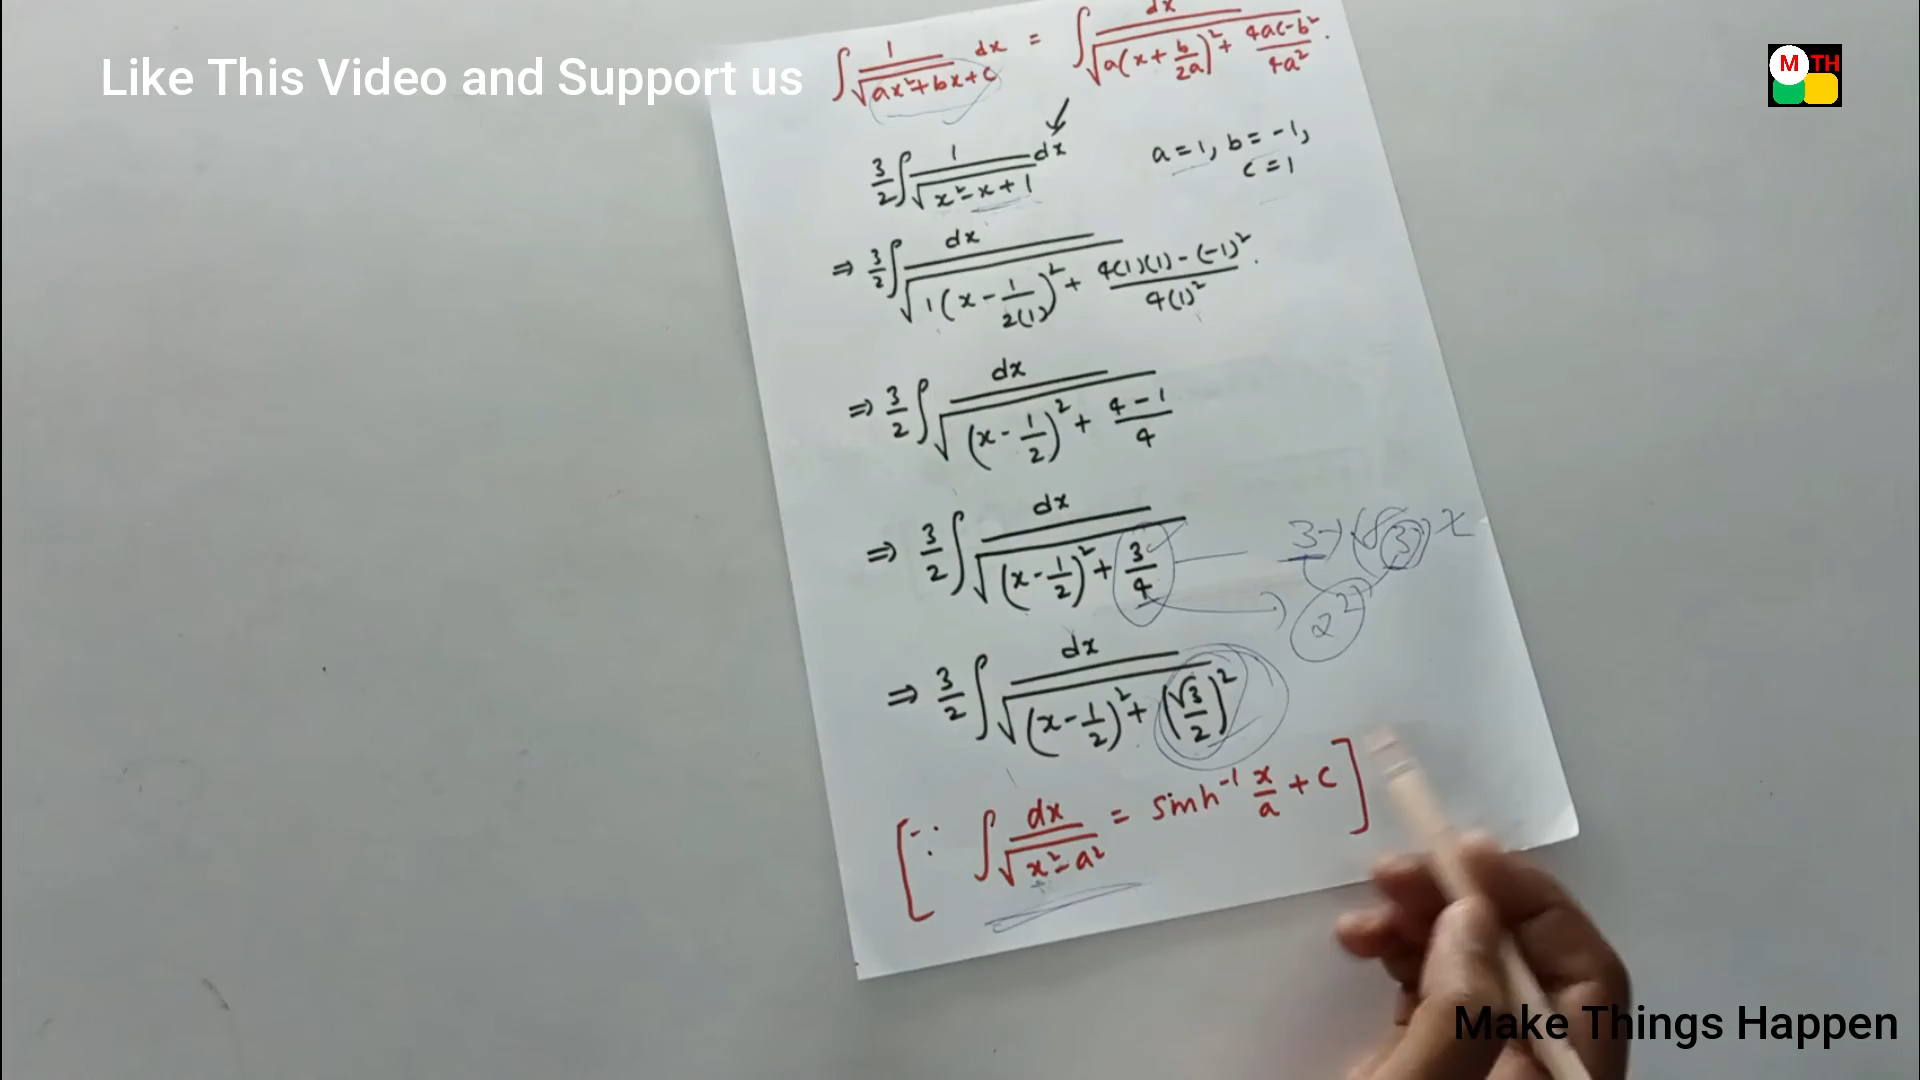 Like This Video and Support us
M TH
∫ 1/√(ax²+bx+c) dx = ∫ dx/√(a(x+b/2a)²+(4ac-b²)/4a²).
3/2 ∫ 1/√(x²-x+1) dx
a=1, b=-1,
c=1
⇒ 3/2 ∫ dx/√(1(x-1/2(1))²+(4(1)(1)-(-1)²)/4(1)²).
⇒ 3/2 ∫ dx/√((x-1/2)²+(4-1)/4)
⇒ 3/2 ∫ dx/√((x-1/2)²+3/4)
2²
⇒ 3/2 ∫ dx/√((x-1/2)²+(√3/2)²)
[∵ ∫ dx/√(x²-a²) = sinh⁻¹ x/a + c]
Make Things Happen